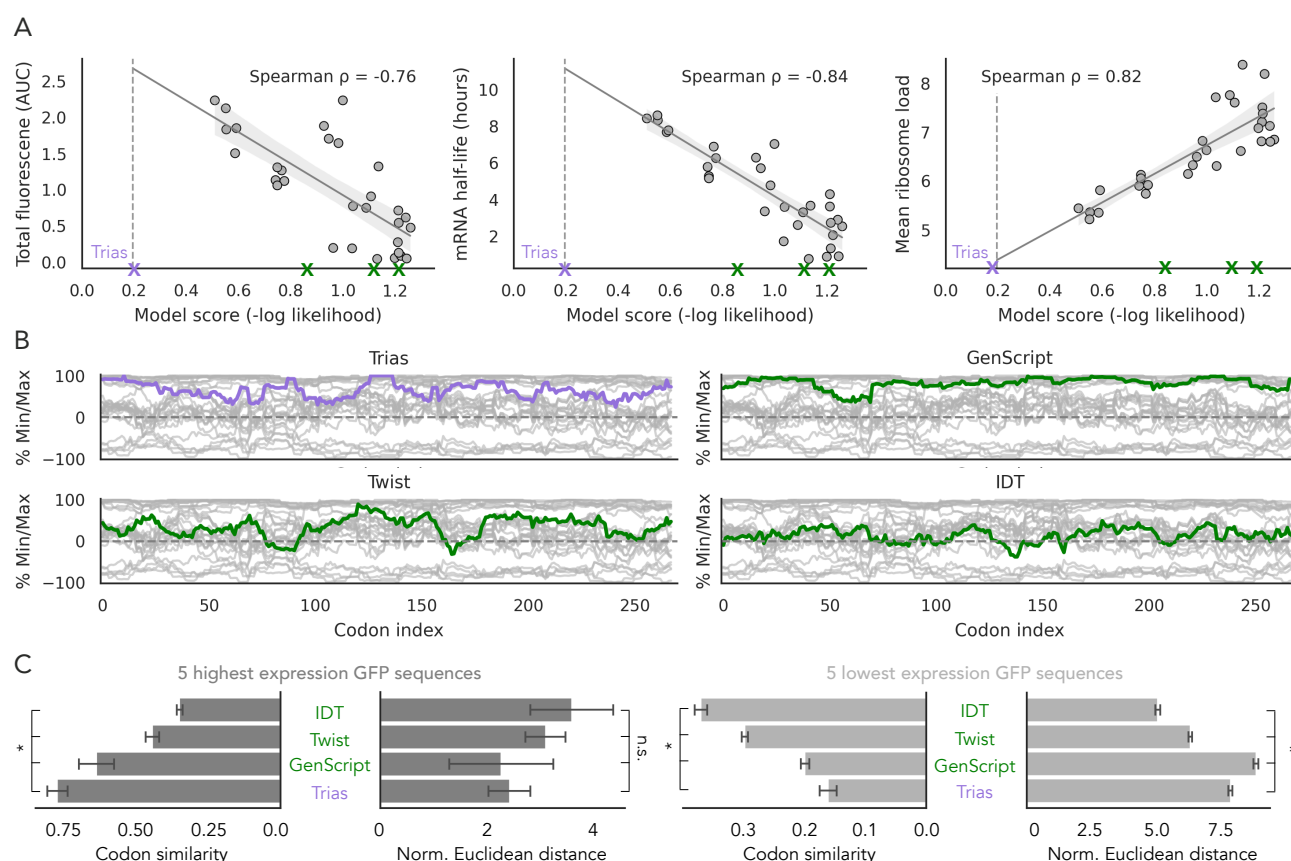 A
Total fluorescene (AUC)
2.5
2.0
1.5
1.0
0.5
0.0
Spearman ρ = -0.76
Trias
X X X X
0.0 0.2 0.4 0.6 0.8 1.0 1.2
Model score (-log likelihood)
mRNA half-life (hours)
10
8
6
4
2
Spearman ρ = -0.84
Trias
X X X X
0.0 0.2 0.4 0.6 0.8 1.0 1.2
Model score (-log likelihood)
Mean ribosome load
8
7
6
5
Spearman ρ = 0.82
Trias
X X X X
0.0 0.2 0.4 0.6 0.8 1.0 1.2
Model score (-log likelihood)
B
Trias
% Min/Max
100
0
−100
GenScript
% Min/Max
100
0
−100
Twist
% Min/Max
100
0
−100
0 50 100 150 200 250
Codon index
IDT
% Min/Max
100
0
−100
0 50 100 150 200 250
Codon index
C
5 highest expression GFP sequences
*
IDT
Twist
GenScript
Trias
n.s.
0.75 0.50 0.25 0.0
Codon similarity
0 2 4
Norm. Euclidean distance
5 lowest expression GFP sequences
*
IDT
Twist
GenScript
Trias
0.3 0.2 0.1 0.0
Codon similarity
0 2.5 5.0 7.5
Norm. Euclidean distance